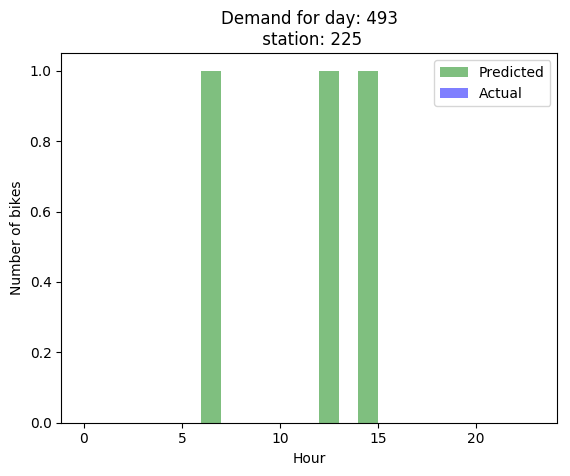 Demand for day: 493
station: 225
Predicted
Actual
Number of bikes
1.0
0.8
0.6
0.4
0.2
0.0
0
5
10
15
20
Hour